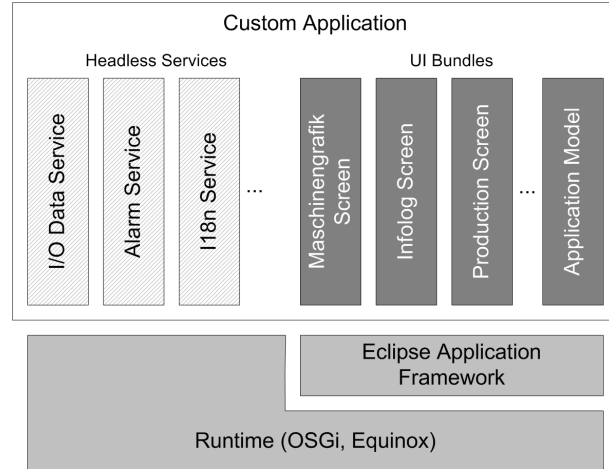 Custom Application
Headless Services
UI Bundles
I/O Data Service
Alarm Service
I18n Service
...
Maschinengrafik
Screen
Infolog Screen
Production Screen
...
Application Model
Eclipse Application
Framework
Runtime (OSGi, Equinox)